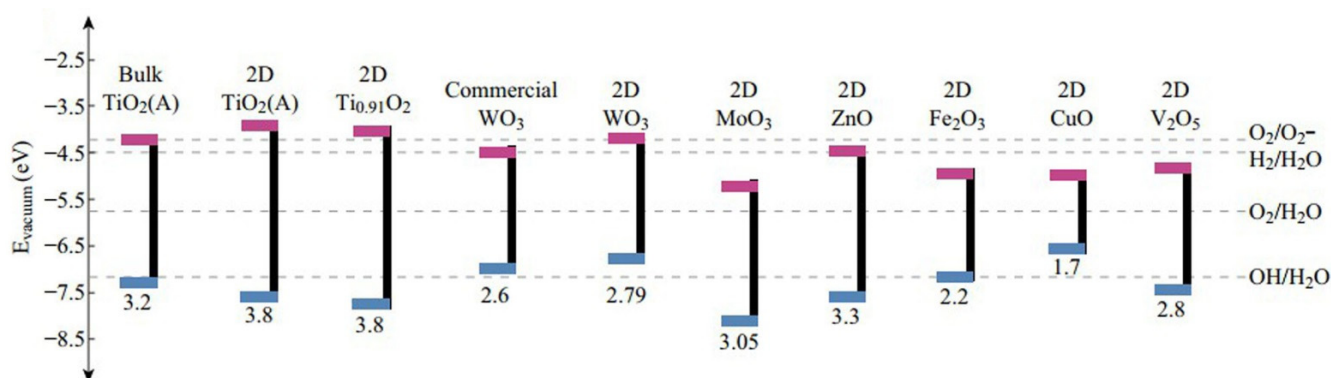 −2.5
−3.5
−4.5
−5.5
−6.5
−7.5
−8.5
E_vacuum (eV)
Bulk
TiO₂(A)
2D
TiO₂(A)
2D
Ti₀.₉₁O₂
Commercial
WO₃
2D
WO₃
2D
MoO₃
2D
ZnO
2D
Fe₂O₃
2D
CuO
2D
V₂O₅
O₂/O₂−
H₂/H₂O
O₂/H₂O
OH/H₂O
3.2
3.8
3.8
2.6
2.79
3.05
3.3
2.2
1.7
2.8